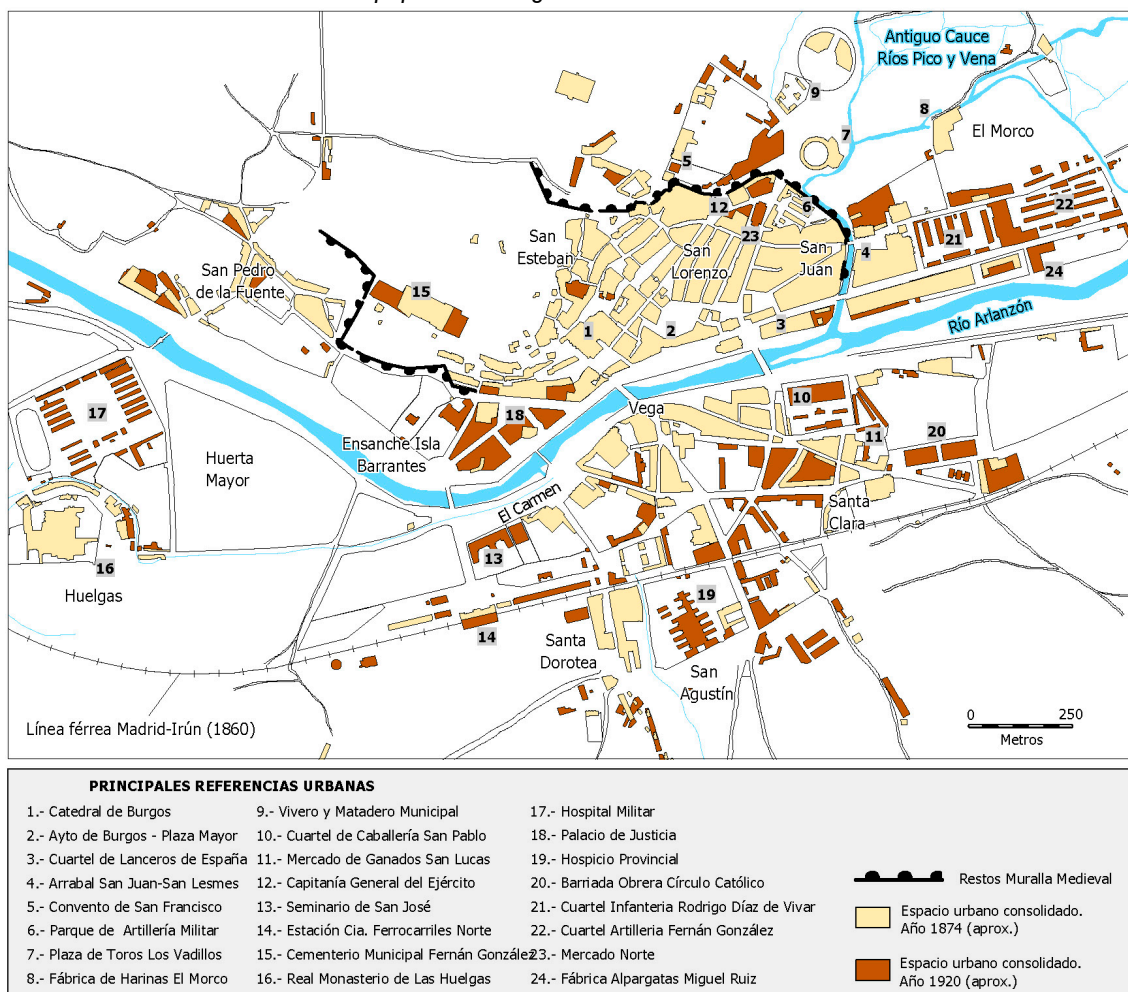 Antiguo Cauce
Ríos Pico y Vena
9
8
7
El Morco
5
12
6
22
23
21
San
Esteban
San
Lorenzo
San
Juan
4
24
San Pedro
de la Fuente
15
1
2
3
Río Arlanzón
17
18
Vega
10
11
20
Ensanche Isla
Barrantes
Huerta
Mayor
El Carmen
Santa
Clara
13
16
Huelgas
19
14
Santa
Dorotea
San
Agustín
Línea férrea Madrid-Irún (1860)
0 250
Metros
PRINCIPALES REFERENCIAS URBANAS
1.- Catedral de Burgos
2.- Ayto de Burgos - Plaza Mayor
3.- Cuartel de Lanceros de España
4.- Arrabal San Juan-San Lesmes
5.- Convento de San Francisco
6.- Parque de Artillería Militar
7.- Plaza de Toros Los Vadillos
8.- Fábrica de Harinas El Morco
9.- Vivero y Matadero Municipal
10.- Cuartel de Caballería San Pablo
11.- Mercado de Ganados San Lucas
12.- Capitanía General del Ejército
13.- Seminario de San José
14.- Estación Cia. Ferrocarriles Norte
15.- Cementerio Municipal Fernán González
16.- Real Monasterio de Las Huelgas
17.- Hospital Militar
18.- Palacio de Justicia
19.- Hospicio Provincial
20.- Barriada Obrera Círculo Católico
21.- Cuartel Infanteria Rodrigo Díaz de Vivar
22.- Cuartel Artilleria Fernán González
23.- Mercado Norte
24.- Fábrica Alpargatas Miguel Ruiz
Restos Muralla Medieval
Espacio urbano consolidado.
Año 1874 (aprox.)
Espacio urbano consolidado.
Año 1920 (aprox.)